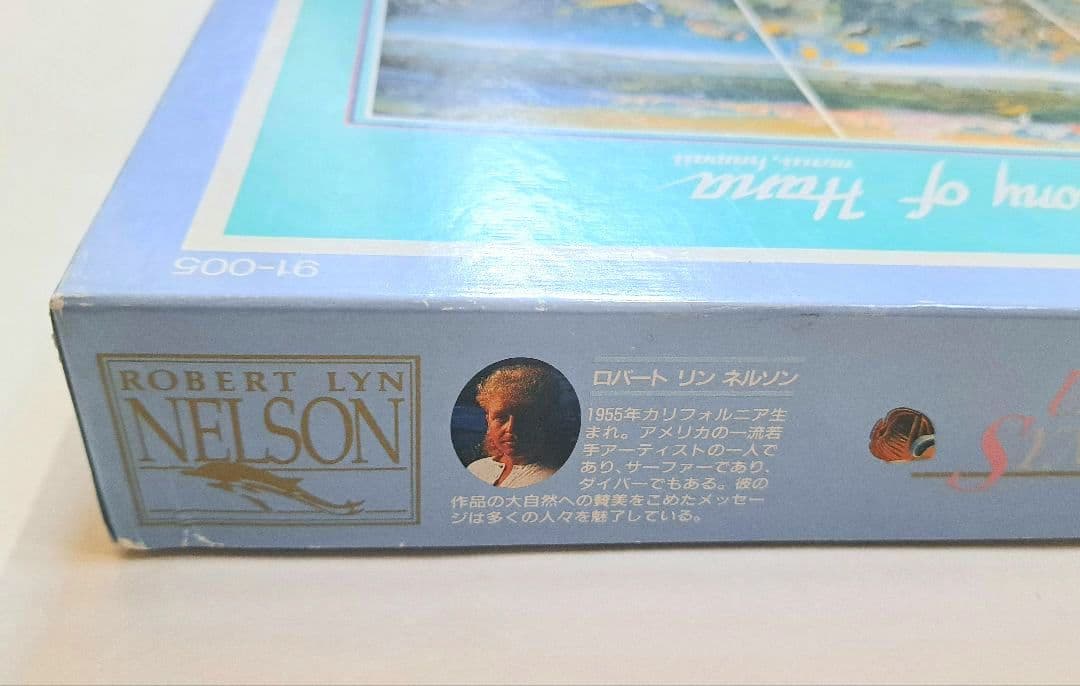 ony of Hana
maui, hawaii
91-005
ROBERT LYN
NELSON
ロバート リン ネルソン
1955年カリフォルニア生
まれ。アメリカの一流若
手アーティストの一人で
あり、サーファーであり、
ダイバーでもある。彼の
作品の大自然への賛美をこめたメッセー
ジは多くの人々を魅了している。